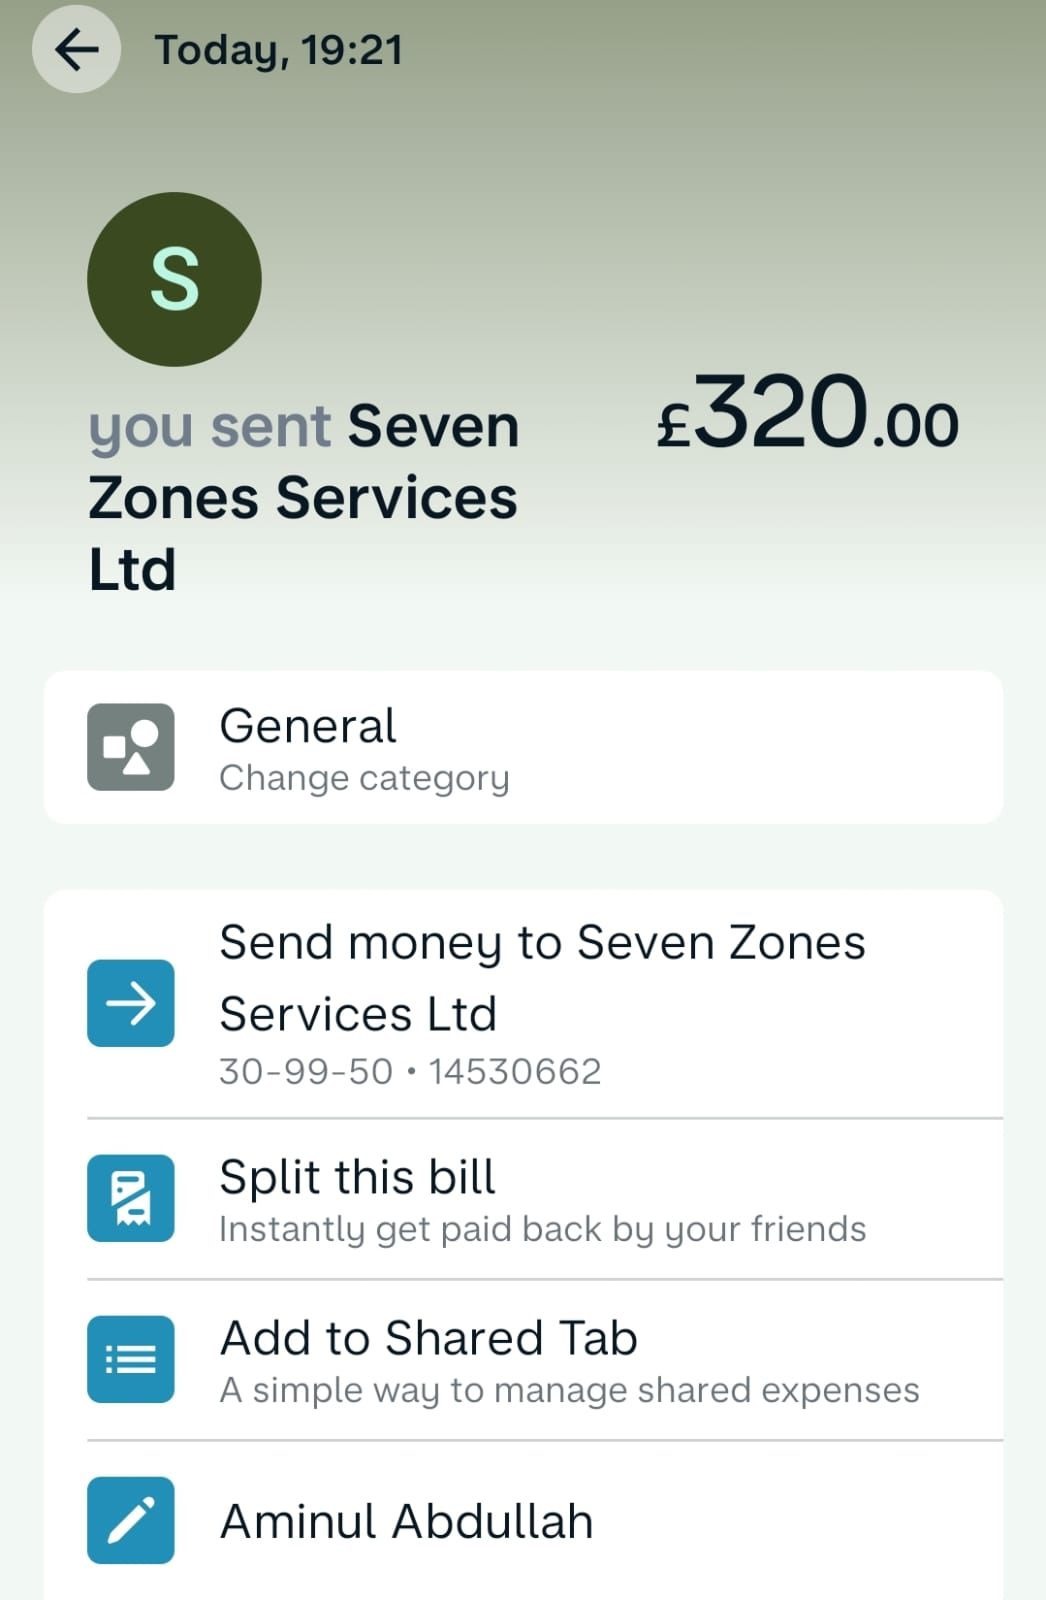 Today, 19:21
S
you sent Seven
Zones Services
Ltd
£320.00
General
Change category
Send money to Seven Zones
Services Ltd
30-99-50 • 14530662
Split this bill
Instantly get paid back by your friends
Add to Shared Tab
A simple way to manage shared expenses
Aminul Abdullah